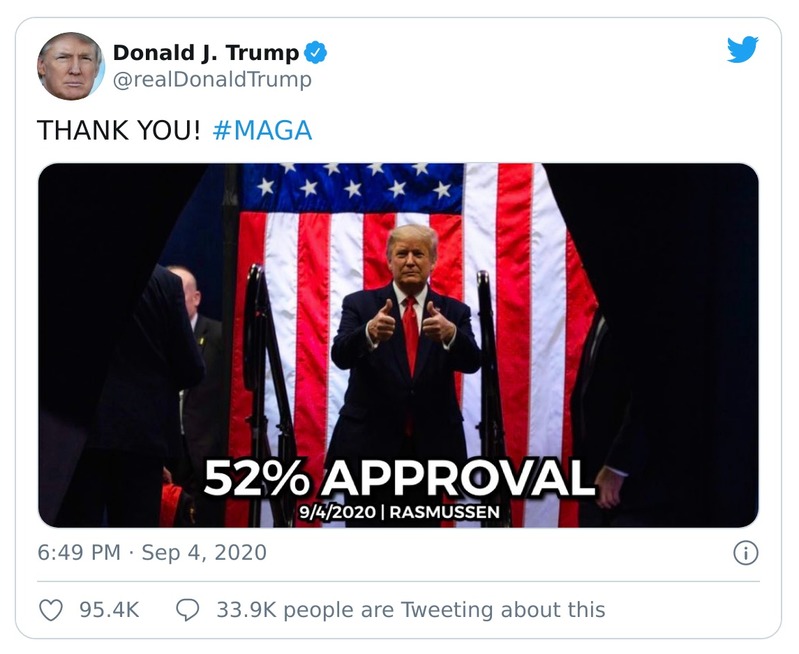 Donald J. Trump
@realDonaldTrump
THANK YOU! #MAGA
52% APPROVAL
9/4/2020 | RASMUSSEN
6:49 PM · Sep 4, 2020
95.4K 33.9K people are Tweeting about this